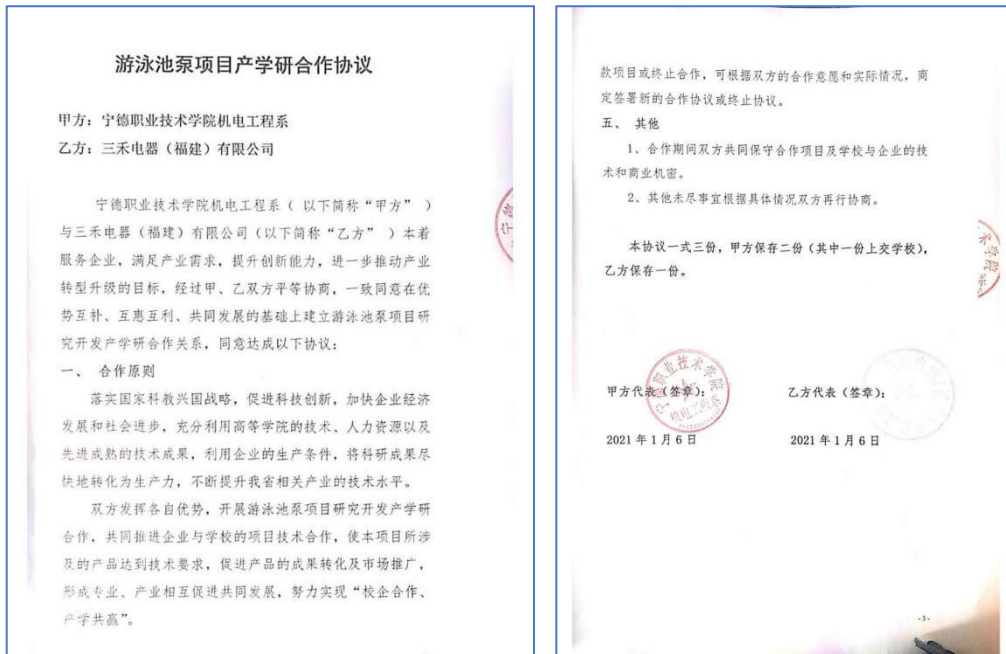 游泳池泵项目产学研合作协议
甲方：宁德职业技术学院机电工程系
乙方：三禾电器（福建）有限公司
宁德职业技术学院机电工程系（ 以下简称“甲方” ）
与三禾电器（福建）有限公司（以下简称“乙方” ）本着
服务企业，满足产业需求，提升创新能力，进一步推动产业
转型升级的目标，经过甲、乙双方平等协商，一致同意在优
势互补、互惠互利、共同发展的基础上建立游泳池泵项目研
究开发产学研合作关系，同意达成以下协议：
一、 合作原则
落实国家科教兴国战略，促进科技创新，加快企业经济
发展和社会进步，充分利用高等学院的技术、人力资源以及
先进成熟的技术成果，利用企业的生产条件，将科研成果尽
快地转化为生产力，不断提升我省相关产业的技术水平。
双方发挥各自优势，开展游泳池泵项目研究开发产学研
合作，共同推进企业与学校的项目技术合作，使本项目所涉
及的产品达到技术要求，促进产品的成果转化及市场推广，
形成专业、产业相互促进共同发展，努力实现“校企合作、
产学共赢”。
款项目或终止合作，可根据双方的合作意愿和实际情况，商
定签署新的合作协议或终止协议。
五、 其他
1、合作期间双方共同保守合作项目及学校与企业的技
术和商业机密。
2、其他未尽事宜根据具体情况双方再行协商。
本协议一式三份，甲方保存二份（其中一份上交学校），
乙方保存一份。
甲方代表（签章）：
乙方代表（签章）：
宁德职业技术学院
机电工程系
2021 年 1 月 6 日
2021 年 1 月 6 日
术学院
-3-